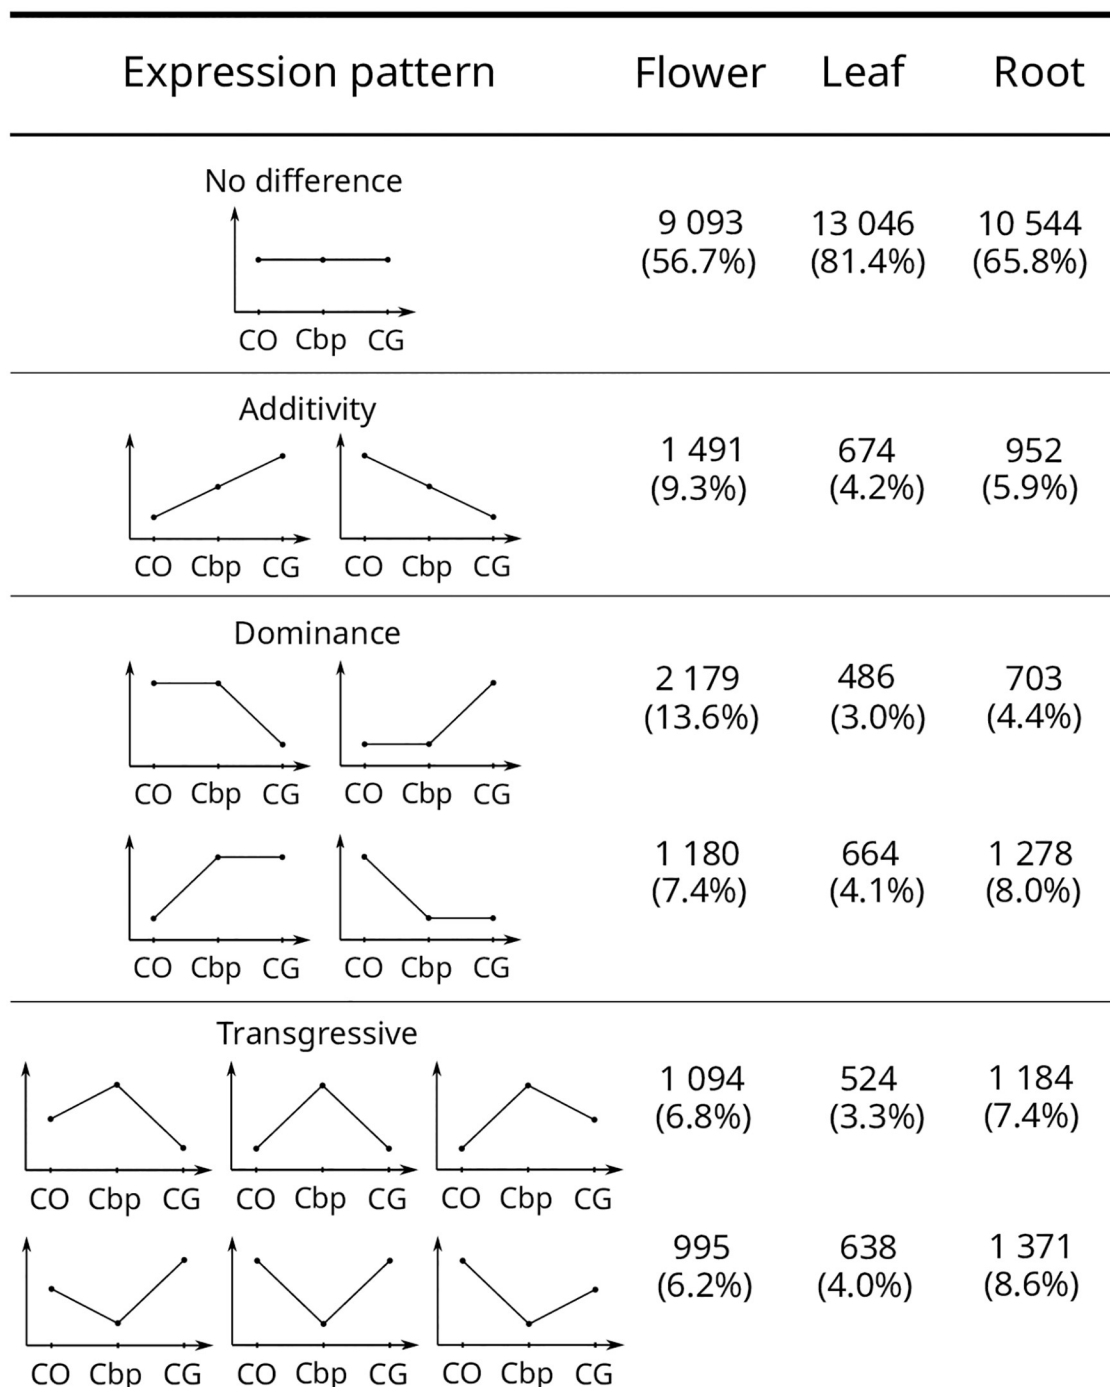 Expression pattern Flower Leaf Root
No difference
9 093 13 046 10 544
(56.7%) (81.4%) (65.8%)
CO Cbp CG
Additivity
1 491 674 952
(9.3%) (4.2%) (5.9%)
CO Cbp CG CO Cbp CG
Dominance
2 179 486 703
(13.6%) (3.0%) (4.4%)
CO Cbp CG CO Cbp CG
1 180 664 1 278
(7.4%) (4.1%) (8.0%)
CO Cbp CG CO Cbp CG
Transgressive
1 094 524 1 184
(6.8%) (3.3%) (7.4%)
CO Cbp CG CO Cbp CG CO Cbp CG
995 638 1 371
(6.2%) (4.0%) (8.6%)
CO Cbp CG CO Cbp CG CO Cbp CG